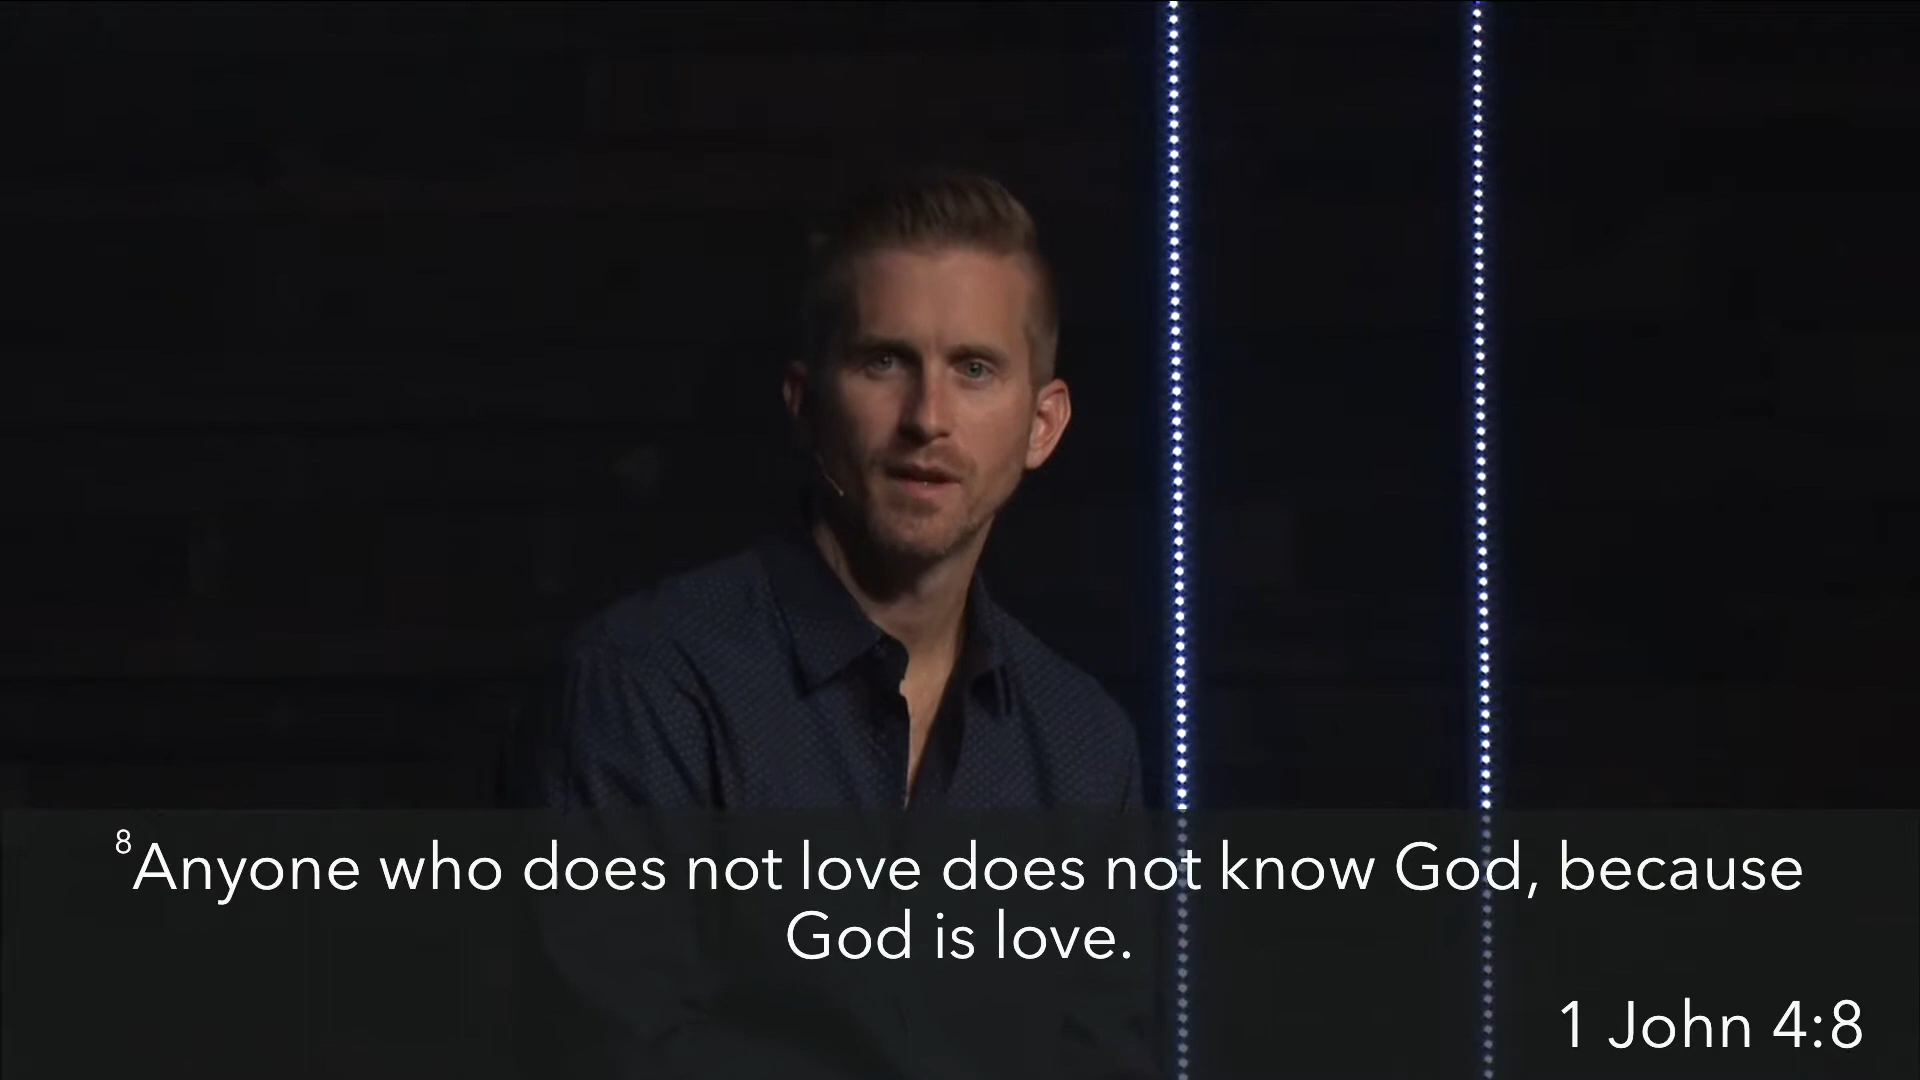 ⁸Anyone who does not love does not know God, because
God is love.
1 John 4:8